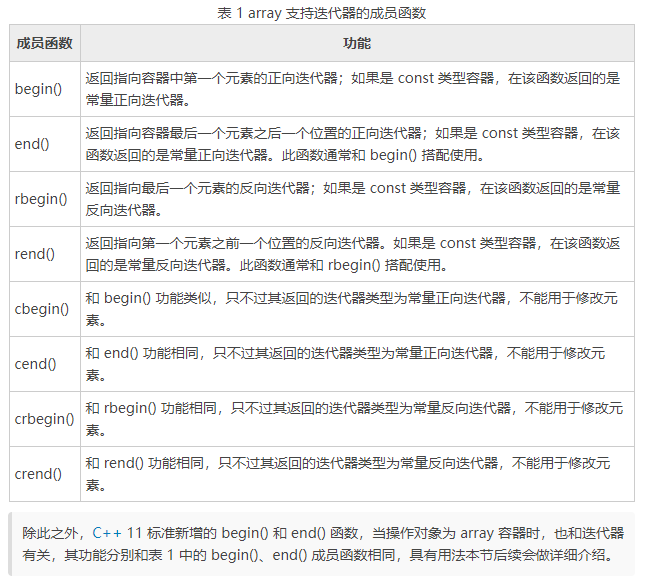 表 1 array 支持迭代器的成员函数
成员函数 功能
begin() 返回指向容器中第一个元素的正向迭代器；如果是 const 类型容器，在该函数返回的是
常量正向迭代器。
end() 返回指向容器最后一个元素之后一个位置的正向迭代器；如果是 const 类型容器，在该
函数返回的是常量正向迭代器。此函数通常和 begin() 搭配使用。
rbegin() 返回指向最后一个元素的反向迭代器；如果是 const 类型容器，在该函数返回的是常量
反向迭代器。
rend() 返回指向第一个元素之前一个位置的反向迭代器。如果是 const 类型容器，在该函数返
回的是常量反向迭代器。此函数通常和 rbegin() 搭配使用。
cbegin() 和 begin() 功能类似，只不过其返回的迭代器类型为常量正向迭代器，不能用于修改元
素。
cend() 和 end() 功能相同，只不过其返回的迭代器类型为常量正向迭代器，不能用于修改元
素。
crbegin() 和 rbegin() 功能相同，只不过其返回的迭代器类型为常量反向迭代器，不能用于修改元
素。
crend() 和 rend() 功能相同，只不过其返回的迭代器类型为常量反向迭代器，不能用于修改元
素。
除此之外，C++ 11 标准新增的 begin() 和 end() 函数，当操作对象为 array 容器时，也和迭代器
有关，其功能分别和表 1 中的 begin()、end() 成员函数相同，具有用法本节后续会做详细介绍。